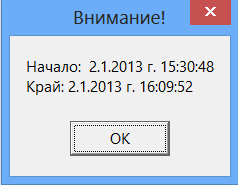 Внимание!
Начало:  2.1.2013 г. 15:30:48
Край: 2.1.2013 г. 16:09:52
OK